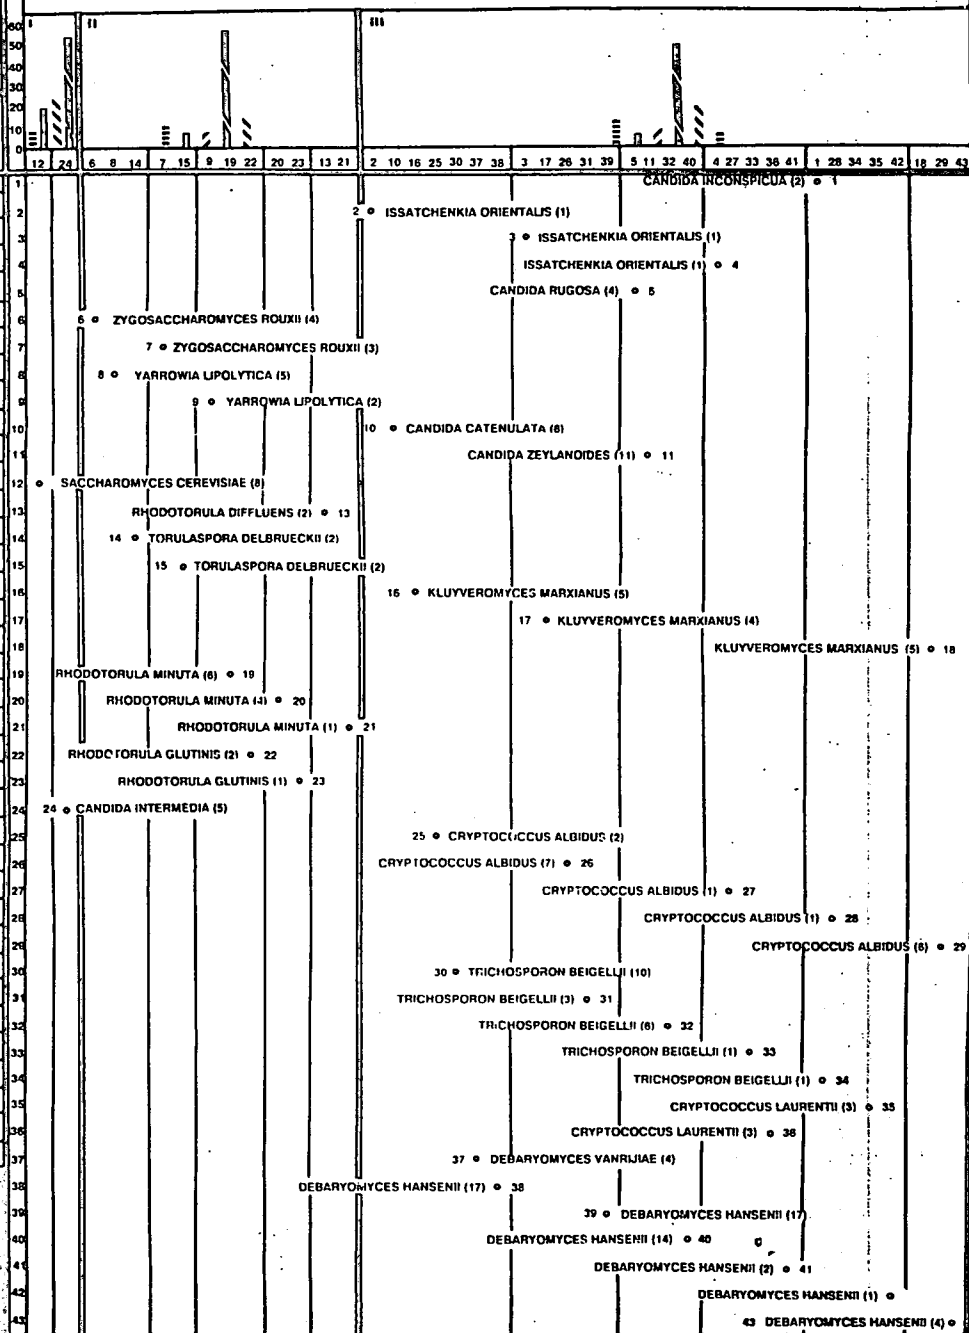 I II III
60
50
40
30
20
10
0
12 24 6 8 14 7 15 9 19 22 20 23 13 21 2 10 16 25 30 37 38 3 17 26 31 39 5 11 32 40 4 27 33 36 41 1 28 34 35 42 18 29 43
1 CANDIDA INCONSPICUA (2) 1
2 2 ISSATCHENKIA ORIENTALIS (1)
3 3 ISSATCHENKIA ORIENTALIS (1)
4 ISSATCHENKIA ORIENTALIS (1) 4
5 CANDIDA RUGOSA (4) 5
6 6 ZYGOSACCHAROMYCES ROUXII (4)
7 7 ZYGOSACCHAROMYCES ROUXII (3)
8 8 YARROWIA LIPOLYTICA (5)
9 9 YARROWIA LIPOLYTICA (2)
10 10 CANDIDA CATENULATA (6)
11 CANDIDA ZEYLANOIDES (11) 11
12 SACCHAROMYCES CEREVISIAE (8)
13 RHODOTORULA DIFFLUENS (2) 13
14 14 TORULASPORA DELBRUECKII (2)
15 15 TORULASPORA DELBRUECKII (2)
16 16 KLUYVEROMYCES MARXIANUS (5)
17 17 KLUYVEROMYCES MARXIANUS (4)
18 KLUYVEROMYCES MARXIANUS (5) 18
19 RHODOTORULA MINUTA (6) 19
20 RHODOTORULA MINUTA (4) 20
21 RHODOTORULA MINUTA (1) 21
22 RHODOTORULA GLUTINIS (2) 22
23 RHODOTORULA GLUTINIS (1) 23
24 24 CANDIDA INTERMEDIA (5)
25 25 CRYPTOCOCCUS ALBIDUS (2)
26 CRYPTOCOCCUS ALBIDUS (7) 26
27 CRYPTOCOCCUS ALBIDUS (1) 27
28 CRYPTOCOCCUS ALBIDUS (1) 28
29 CRYPTOCOCCUS ALBIDUS (6) 29
30 30 TRICHOSPORON BEIGELLII (10)
31 TRICHOSPORON BEIGELLII (3) 31
32 TRICHOSPORON BEIGELLII (6) 32
33 TRICHOSPORON BEIGELLII (1) 33
34 TRICHOSPORON BEIGELLII (1) 34
35 CRYPTOCOCCUS LAURENTII (3) 35
36 CRYPTOCOCCUS LAURENTII (3) 36
37 37 DEBARYOMYCES VANRIJIAE (4)
38 DEBARYOMYCES HANSENII (17) 38
39 39 DEBARYOMYCES HANSENII (17)
40 DEBARYOMYCES HANSENII (14) 40
41 DEBARYOMYCES HANSENII (2) 41
42 DEBARYOMYCES HANSENII (1)
43 43 DEBARYOMYCES HANSENII (4)